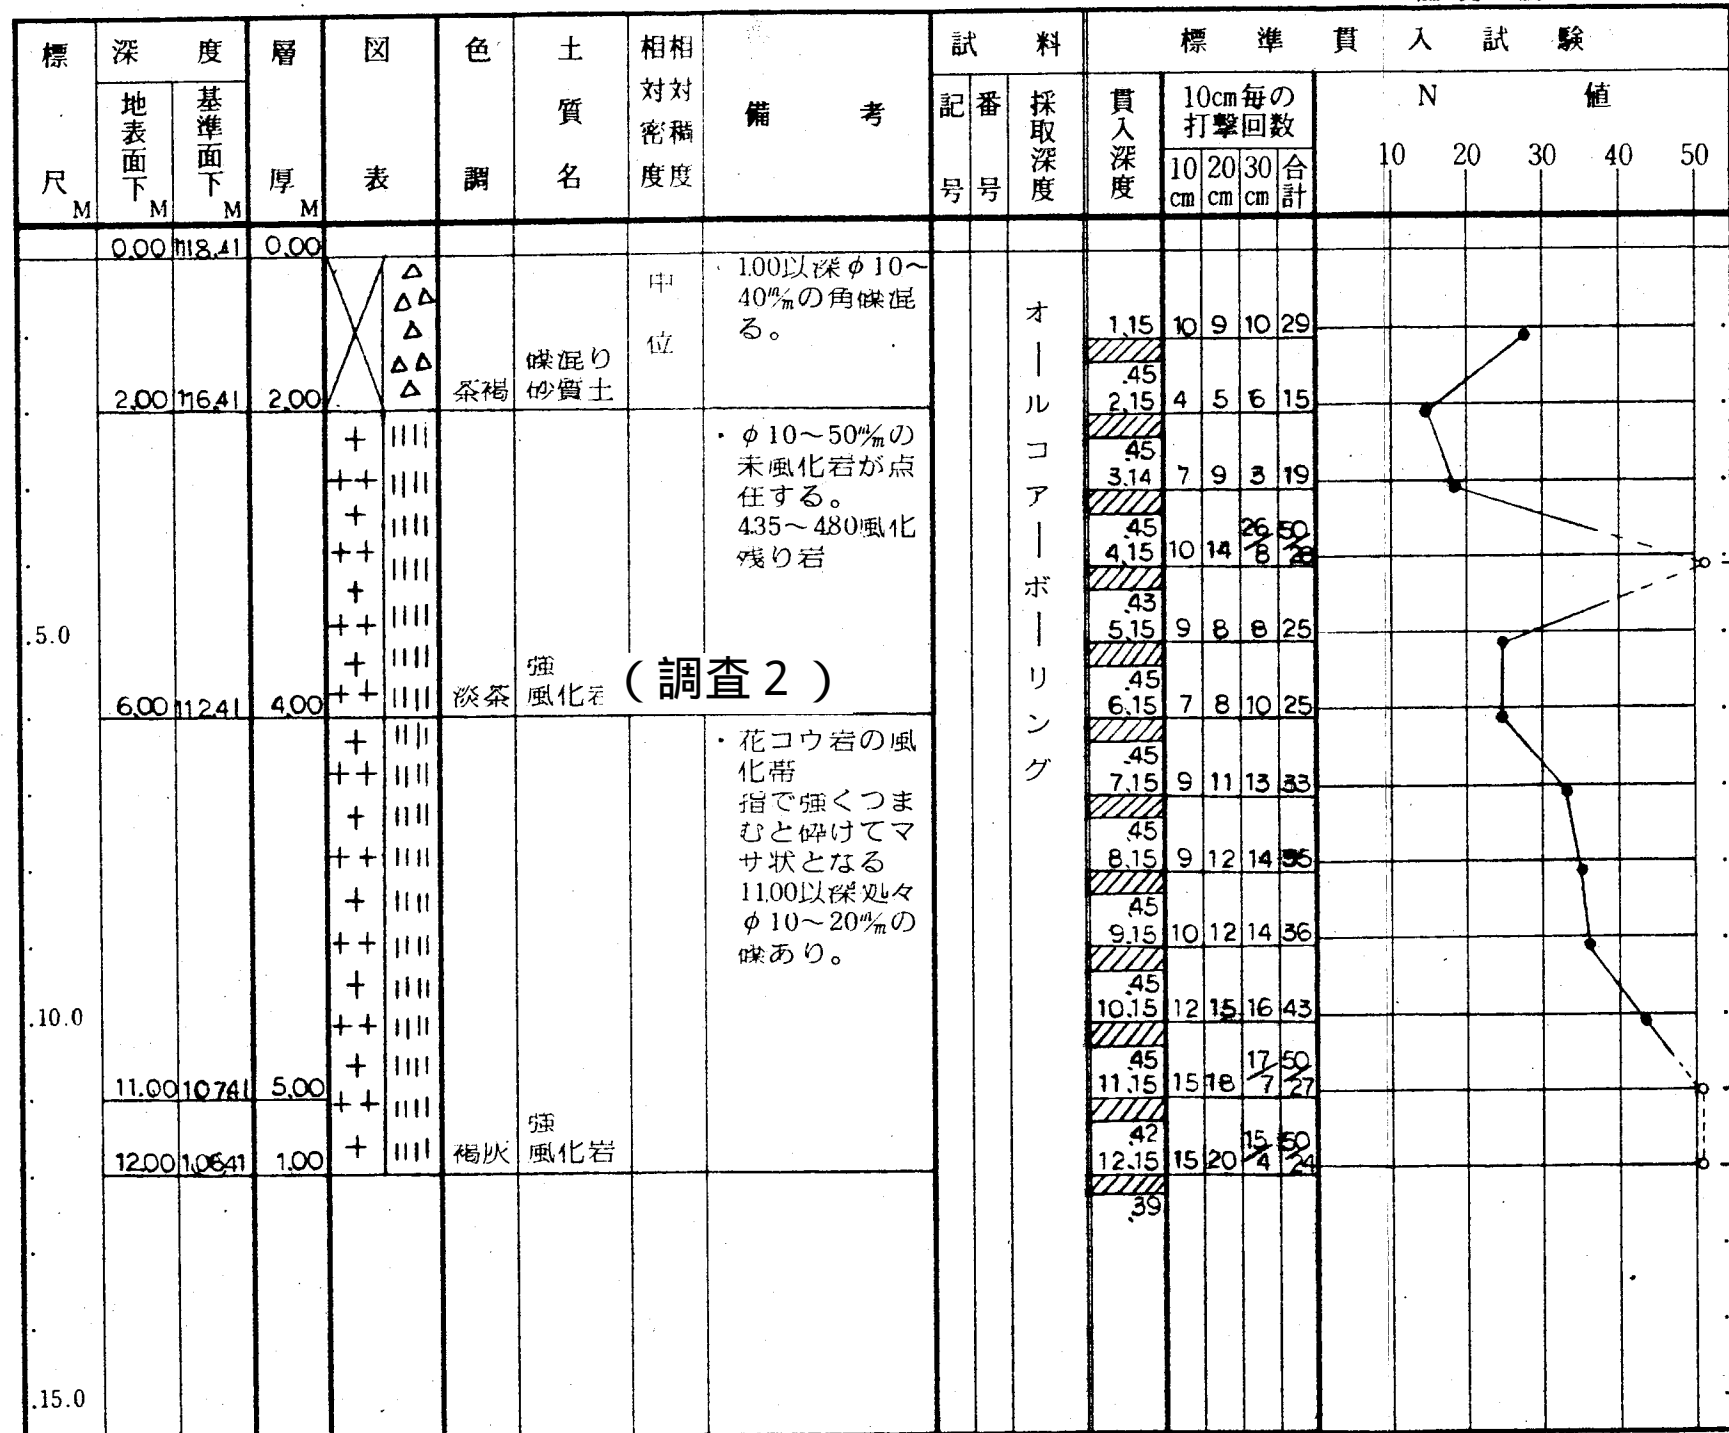 標尺 M
深度
地表面下 M
基準面下 M
層厚 M
図表
色調
土質名
相対密度
相対稠度
備考
試料
記号
番号
採取深度
標準貫入試験
貫入深度
10cm毎の
打撃回数
10cm 20cm 30cm 合計
N 値
10 20 30 40 50
0.00 118.41 0.00
2.00 116.41 2.00
茶褐
礫混り
砂質土
中位
1.00以深φ10～
40m/mの角礫混
る。
6.00 112.41 4.00
淡茶
強
風化岩
・φ10～50m/mの
未風化岩が点
在する。
4.35～4.80風化
残り岩
（調査２）
11.00 107.41 5.00
12.00 106.41 1.00
褐灰
強
風化岩
・花コウ岩の風
化帯
指で強くつま
むと砕けてマ
サ状となる
11.00以深処々
φ10～20m/mの
礫あり。
オールコアーボーリング
1.15 10 9 10 29
.45
2.15 4 5 6 15
.45
3.14 7 9 3 19
.45
4.15 10 14 26/8 50/28
.43
5.15 9 8 8 25
.45
6.15 7 8 10 25
.45
7.15 9 11 13 33
.45
8.15 9 12 14 35
.45
9.15 10 12 14 36
.45
10.15 12 15 16 43
.45
11.15 15 18 17/7 50/27
.42
12.15 15 20 15/4 50/24
.39
.5.0
.10.0
.15.0